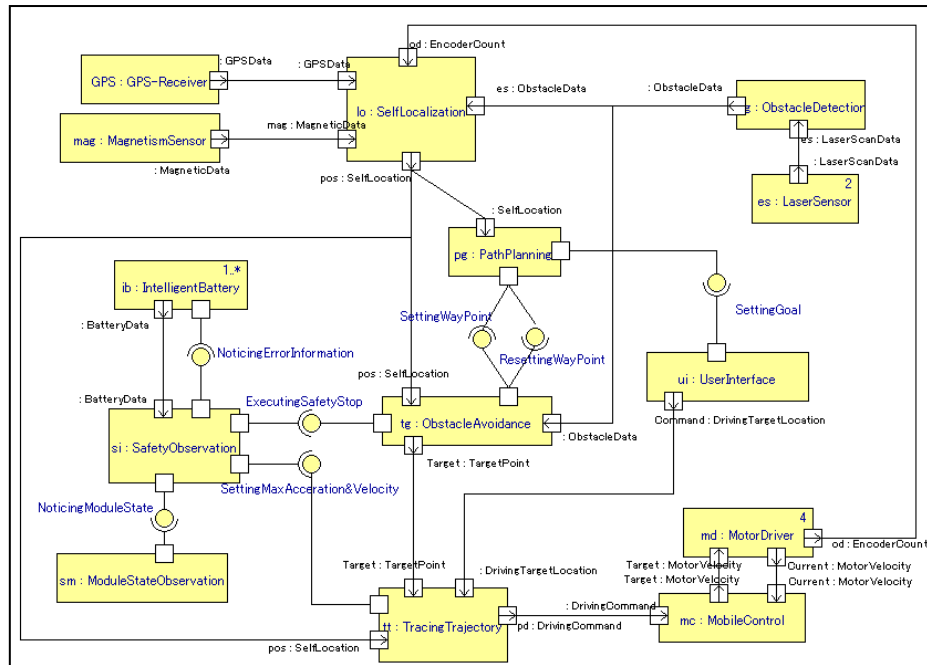 od : EncoderCount
: GPSData
: GPSData
GPS : GPS-Receiver
es : ObstacleData
: ObstacleData
lo : SelfLocalization
: ObstacleDetection
mag : MagneticData
mag : MagnetismSensor
es : LaserScanData
: MagneticData
: LaserScanData
pos : SelfLocation
2
es : LaserSensor
: SelfLocation
pg : PathPlanning
1..*
ib : IntelligentBattery
SettingWayPoint
SettingGoal
: BatteryData
NoticingErrorInformation
ResettingWayPoint
pos : SelfLocation
ui : UserInterface
: BatteryData
ExecutingSafetyStop
tg : ObstacleAvoidance
Command : DrivingTargetLocation
: ObstacleData
si : SafetyObservation
Target : TargetPoint
SettingMaxAcceration&Velocity
NoticingModuleState
4
md : MotorDriver
od : EncoderCount
Target : TargetPoint
: DrivingTargetLocation
Target : MotorVelocity
Current : MotorVelocity
sm : ModuleStateObservation
Target : MotorVelocity
Current : MotorVelocity
: DrivingCommand
tt : TracingTrajectory
pd : DrivingCommand
mc : MobileControl
pos : SelfLocation